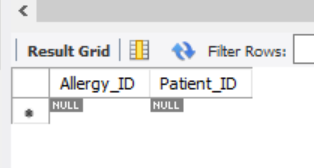 Result Grid Filter Rows:
Allergy_ID Patient_ID
NULL NULL